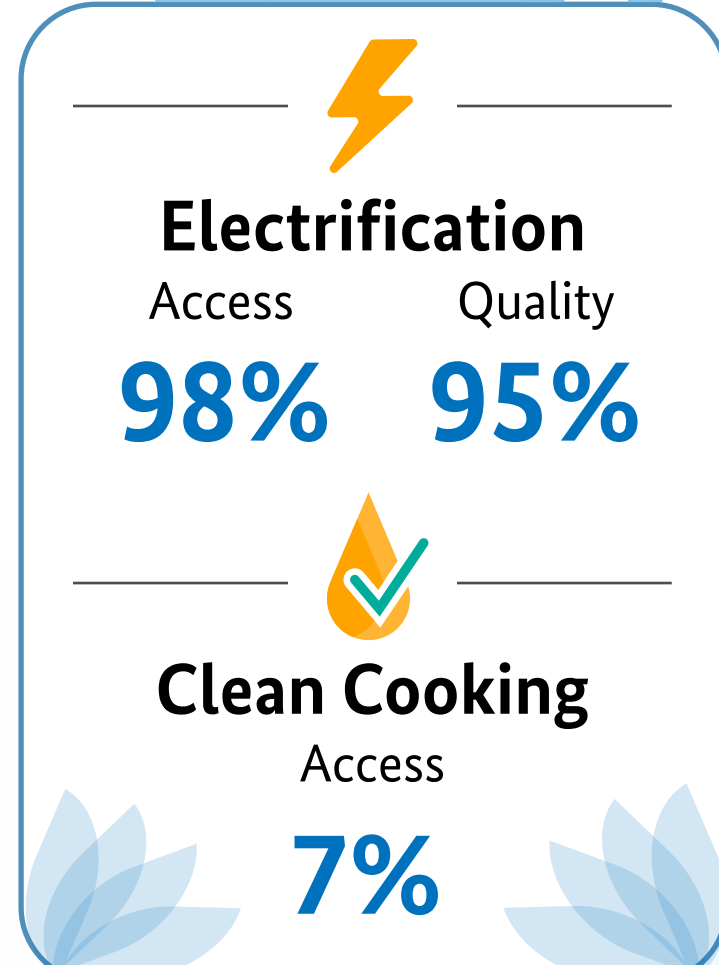 Electrification
Access Quality
98% 95%
Clean Cooking
Access
7%